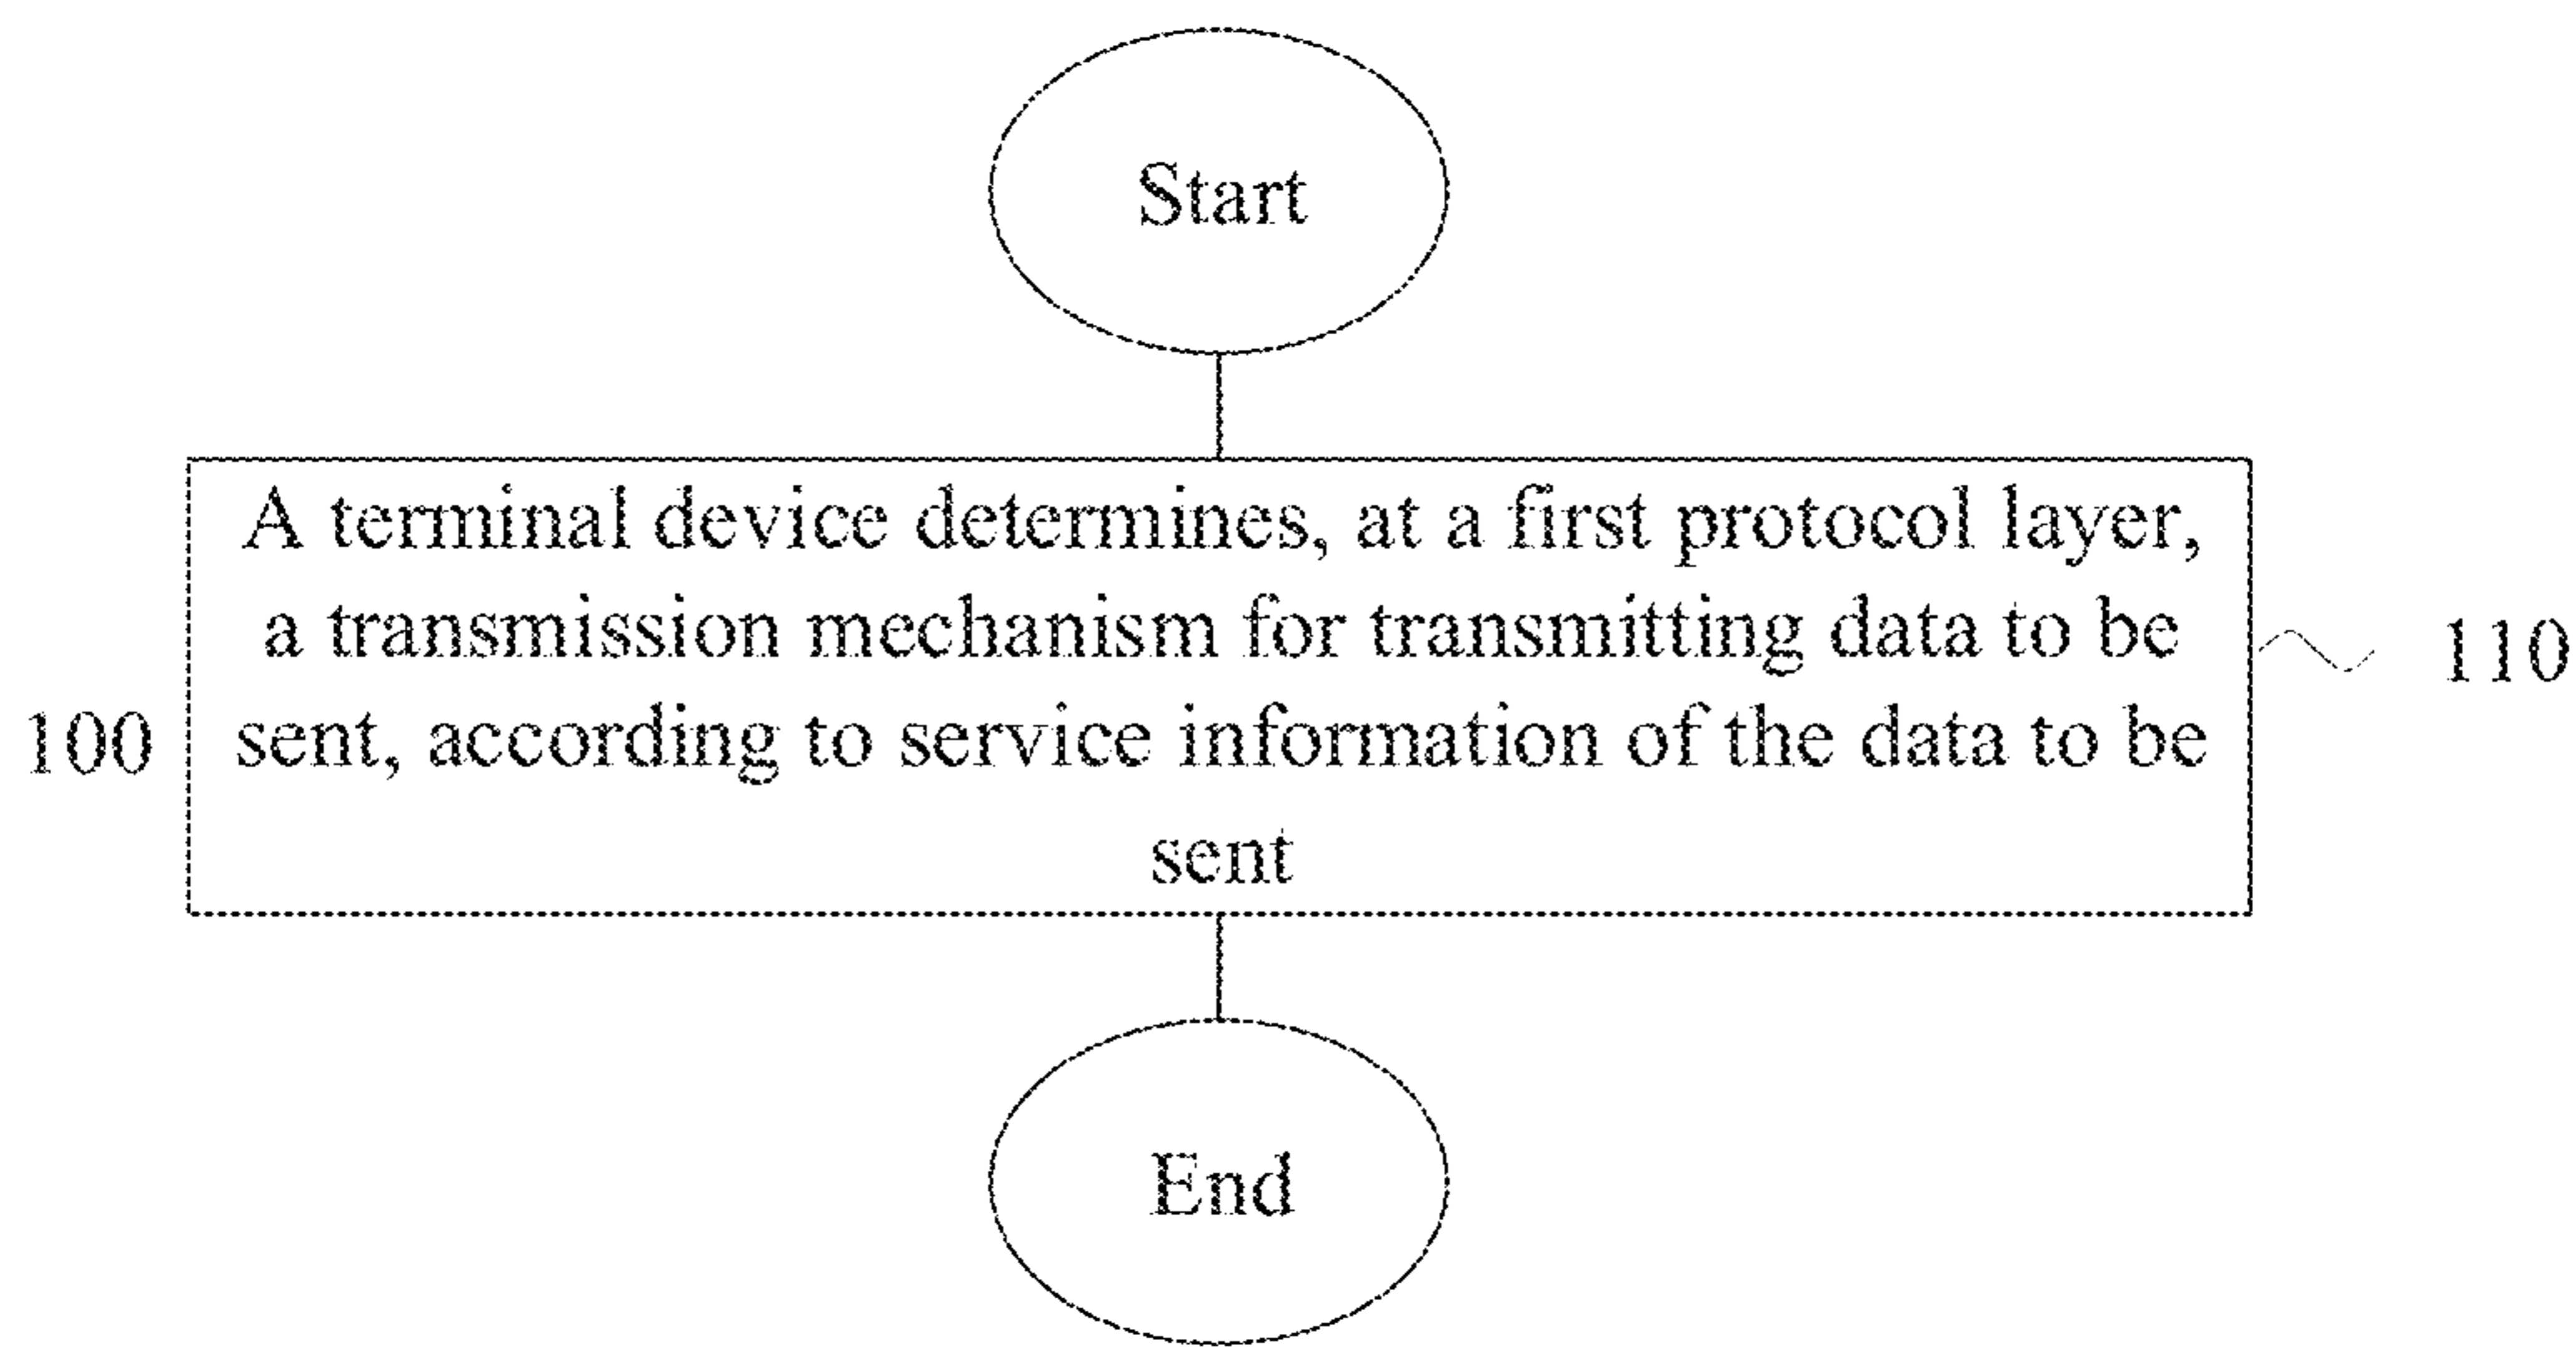 Start
A terminal device determines, at a first protocol layer,
a transmission mechanism for transmitting data to be
110
100
sent, according to service information of the data to be
sent
End